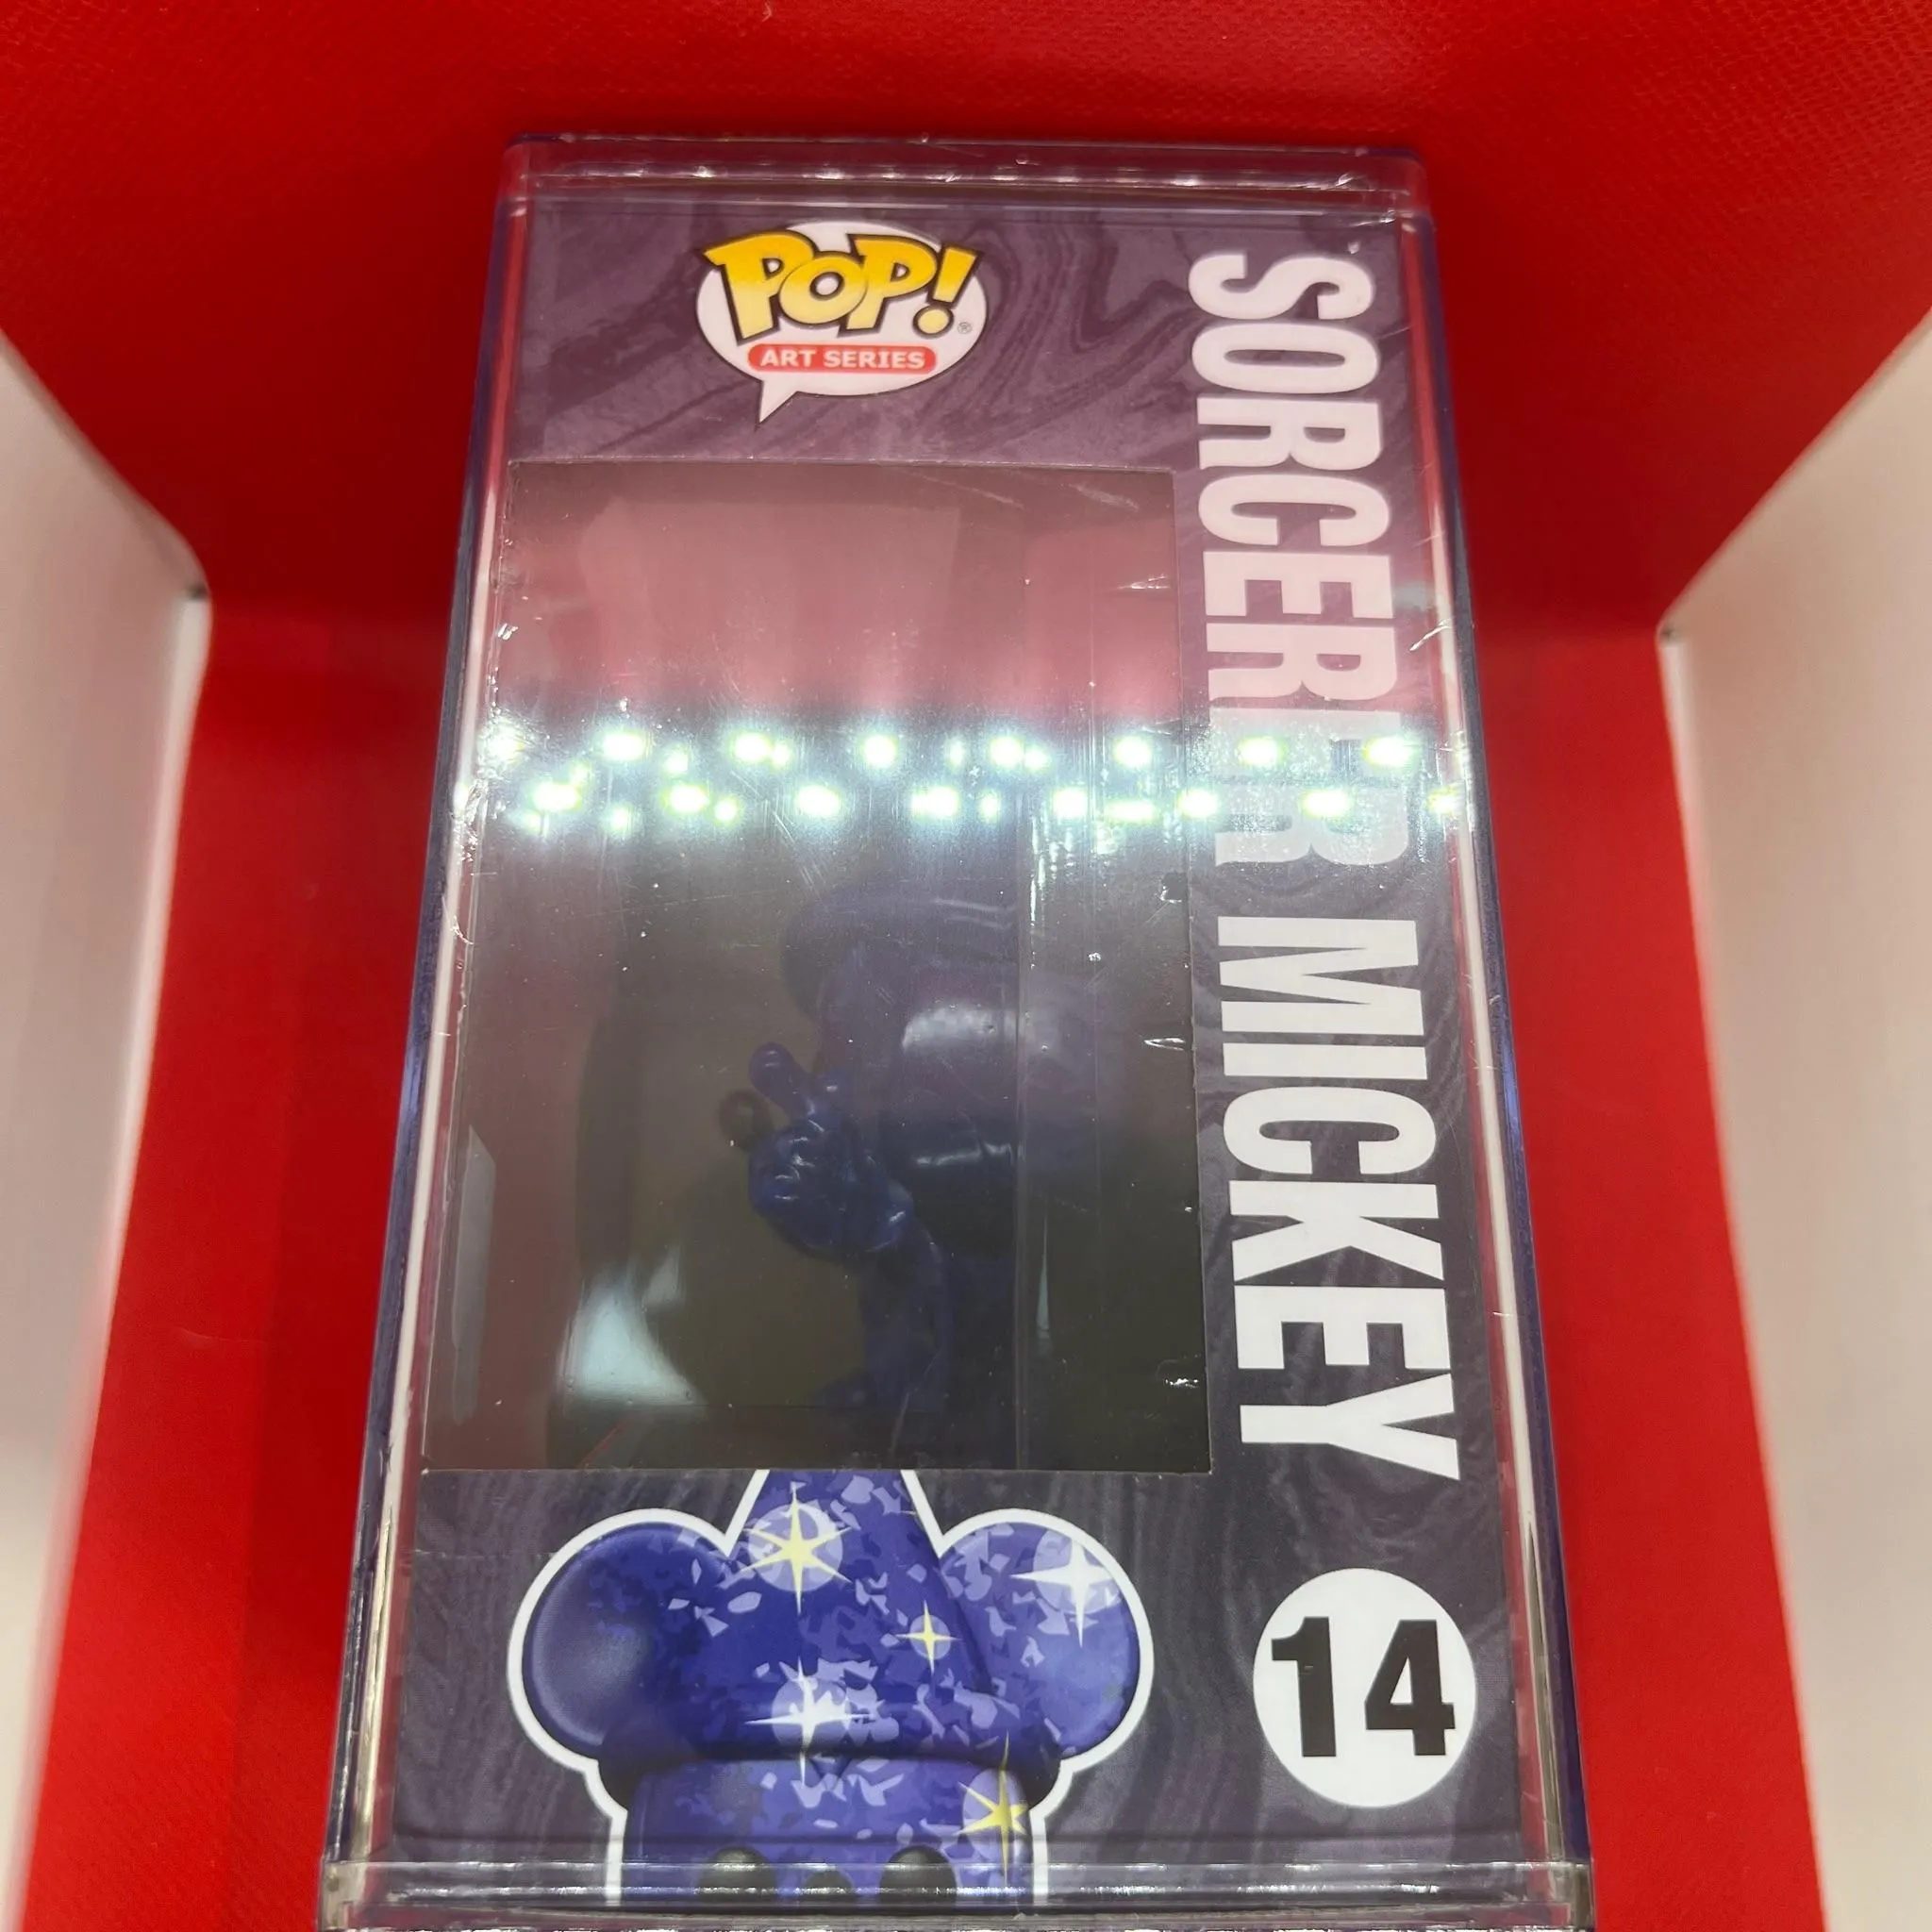 POP!®
ART SERIES
SORCERER MICKEY
14